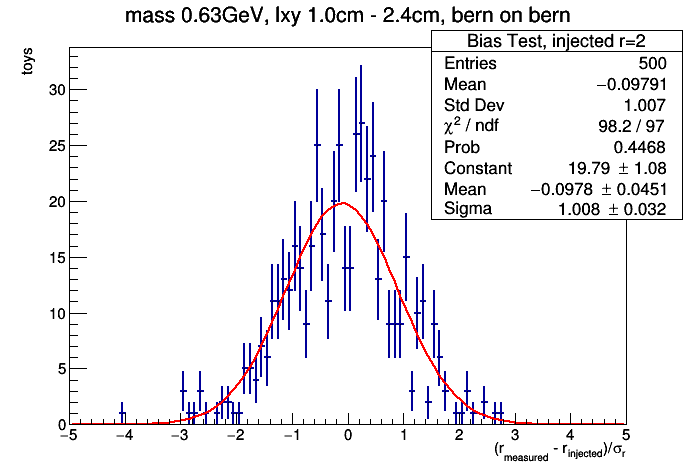 mass 0.63GeV, lxy 1.0cm - 2.4cm, bern on bern
toys
Bias Test, injected r=2
Entries 500
Mean −0.09791
Std Dev 1.007
χ² / ndf 98.2 / 97
Prob 0.4468
Constant 19.79 ± 1.08
Mean −0.0978 ± 0.0451
Sigma 1.008 ± 0.032
30
25
20
15
10
5
0
−5 −4 −3 −2 −1 0 1 2 3 4 5
(r_measured - r_injected)/σ_r